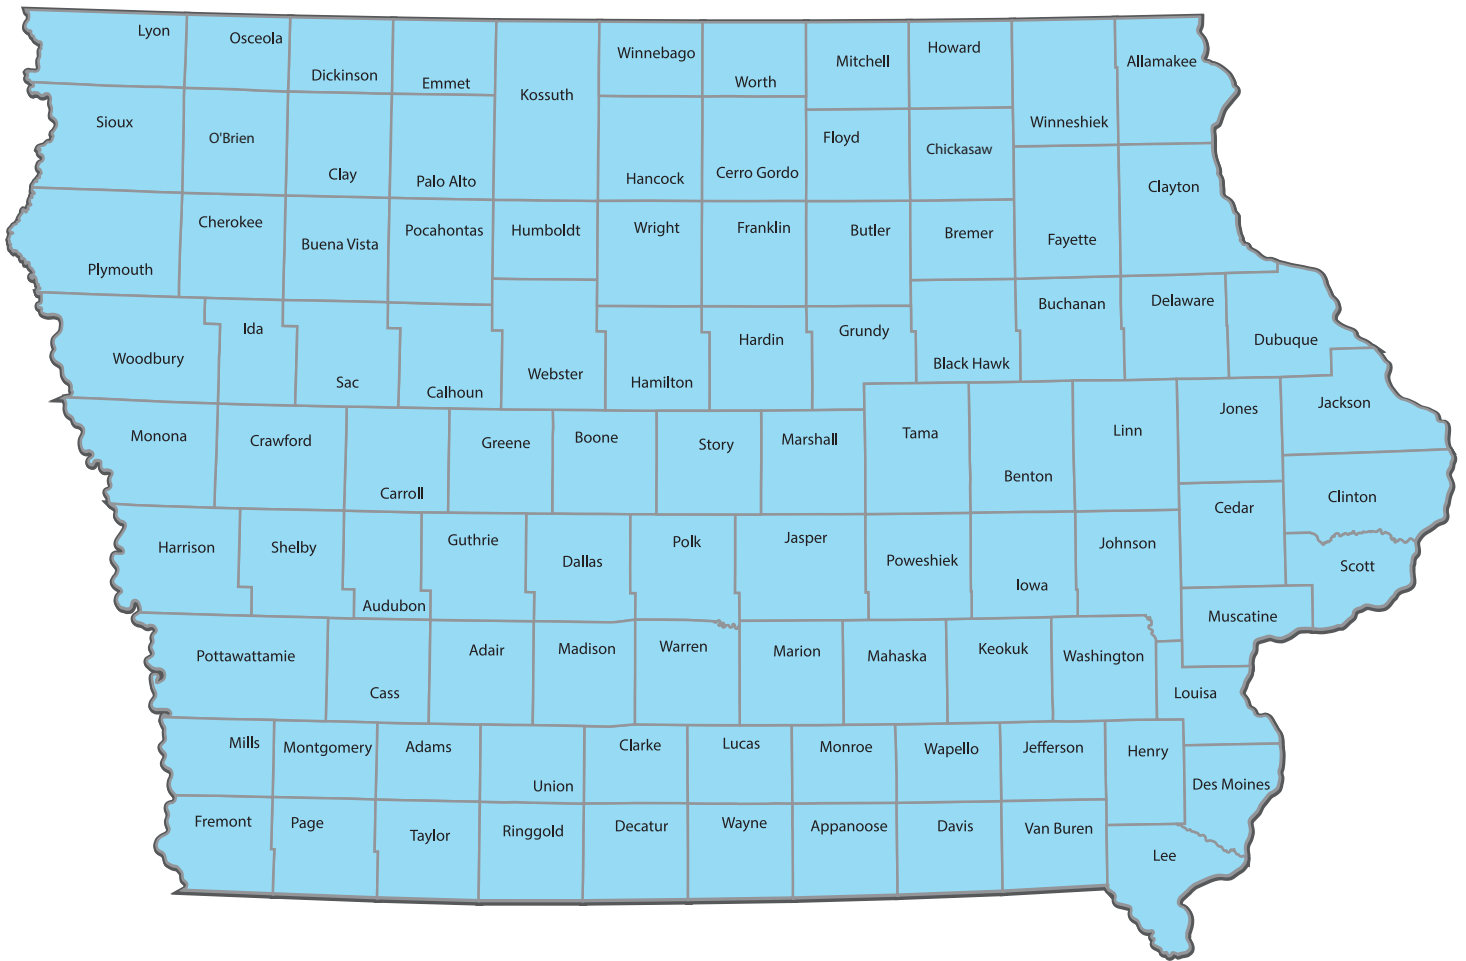 Lyon
Osceola
Dickinson
Emmet
Kossuth
Winnebago
Worth
Mitchell
Howard
Winneshiek
Allamakee
Sioux
O'Brien
Clay
Palo Alto
Hancock
Cerro Gordo
Floyd
Chickasaw
Fayette
Clayton
Plymouth
Cherokee
Buena Vista
Pocahontas
Humboldt
Wright
Franklin
Butler
Bremer
Woodbury
Ida
Sac
Calhoun
Webster
Hamilton
Hardin
Grundy
Black Hawk
Buchanan
Delaware
Dubuque
Monona
Crawford
Carroll
Greene
Boone
Story
Marshall
Tama
Benton
Linn
Jones
Jackson
Clinton
Cedar
Harrison
Shelby
Audubon
Guthrie
Dallas
Polk
Jasper
Poweshiek
Iowa
Johnson
Scott
Muscatine
Pottawattamie
Cass
Adair
Madison
Warren
Marion
Mahaska
Keokuk
Washington
Louisa
Mills
Montgomery
Adams
Union
Clarke
Lucas
Monroe
Wapello
Jefferson
Henry
Des Moines
Fremont
Page
Taylor
Ringgold
Decatur
Wayne
Appanoose
Davis
Van Buren
Lee